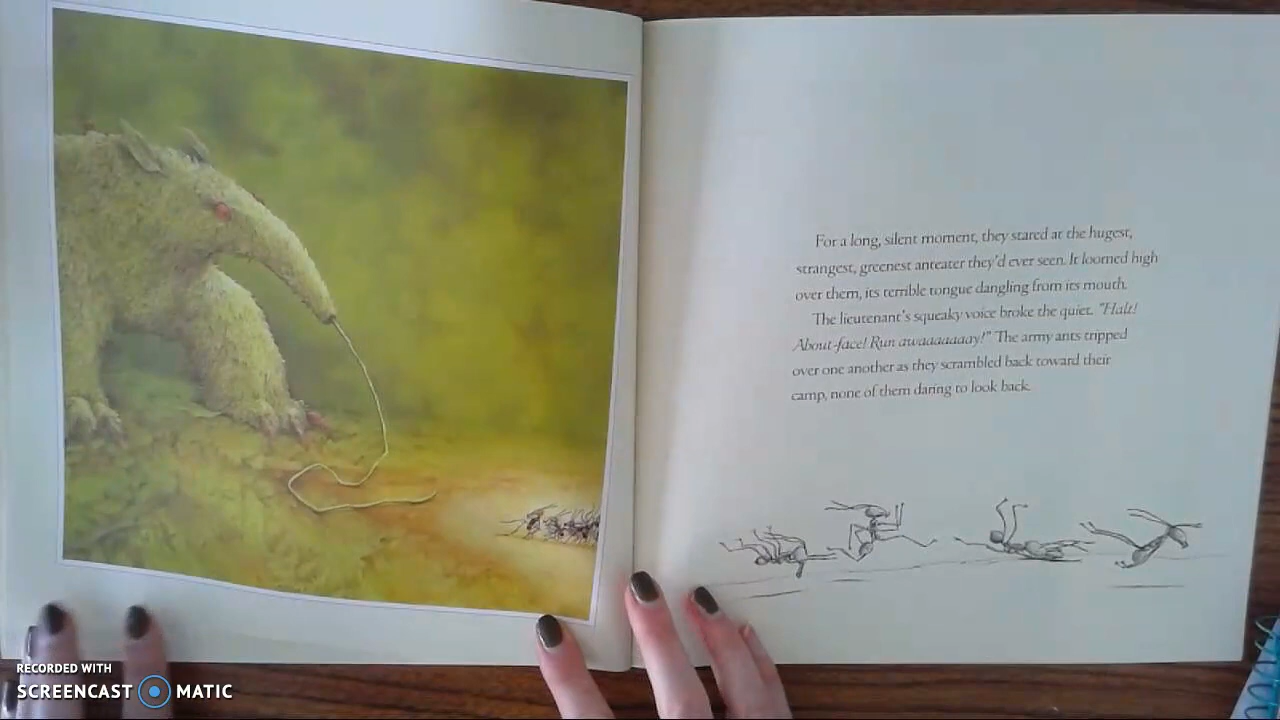 For a long, silent moment, they stared at the hugest,
strangest, greenest anteater they'd ever seen. It loomed high
over them, its terrible tongue dangling from its mouth.
The lieutenant's squeaky voice broke the quiet. "Halt!
About-face! Run awaaaaaaay!" The army ants tripped
over one another as they scrambled back toward their
camp, none of them daring to look back.
RECORDED WITH
SCREENCAST MATIC